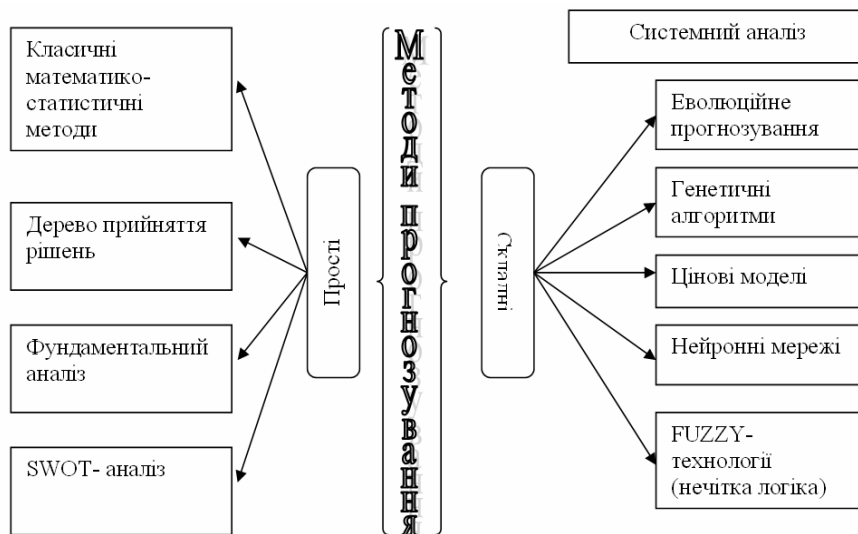 Класичні
математико-
статистичні
методи
Дерево прийняття
рішень
Фундаментальний
аналіз
SWOT- аналіз
Прості
Методи прогнозування
Складні
Системний аналіз
Еволюційне
прогнозування
Генетичні
алгоритми
Цінові моделі
Нейронні мережі
FUZZY-
технології
(нечітка логіка)